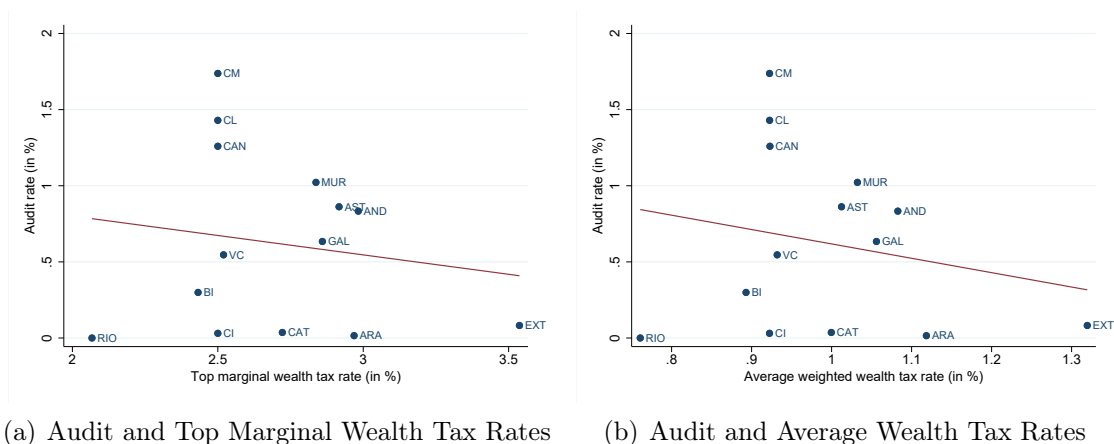 2
1.5
1
.5
0
Audit rate (in %)
CM
CL
CAN
MUR
AST
AND
GAL
VC
BI
RIO
CI
CAT
ARA
EXT
2 2.5 3 3.5
Top marginal wealth tax rate (in %)
(a) Audit and Top Marginal Wealth Tax Rates
2
1.5
1
.5
0
Audit rate (in %)
CM
CL
CAN
MUR
AST
AND
GAL
VC
BI
RIO
CI
CAT
ARA
EXT
.8 .9 1 1.1 1.2 1.3
Average weighted wealth tax rate (in %)
(b) Audit and Average Wealth Tax Rates